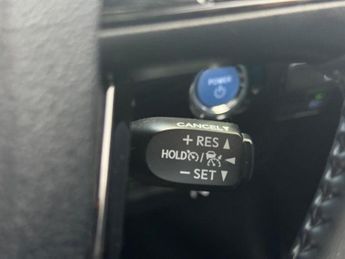 POWER
CANCEL
+ RES ▲
HOLD / ◀
− SET ▼